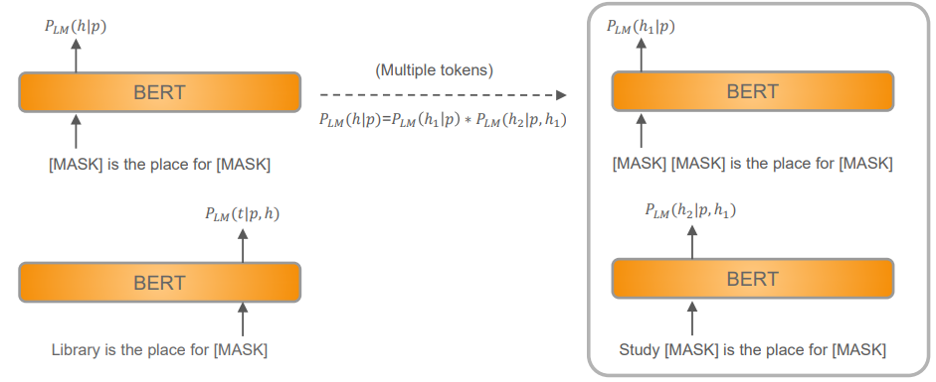 P_{LM}(h|p)
BERT
[MASK] is the place for [MASK]
(Multiple tokens)
P_{LM}(h|p)=P_{LM}(h_1|p) * P_{LM}(h_2|p, h_1)
P_{LM}(h_1|p)
BERT
[MASK] [MASK] is the place for [MASK]
P_{LM}(t|p, h)
BERT
Library is the place for [MASK]
P_{LM}(h_2|p, h_1)
BERT
Study [MASK] is the place for [MASK]